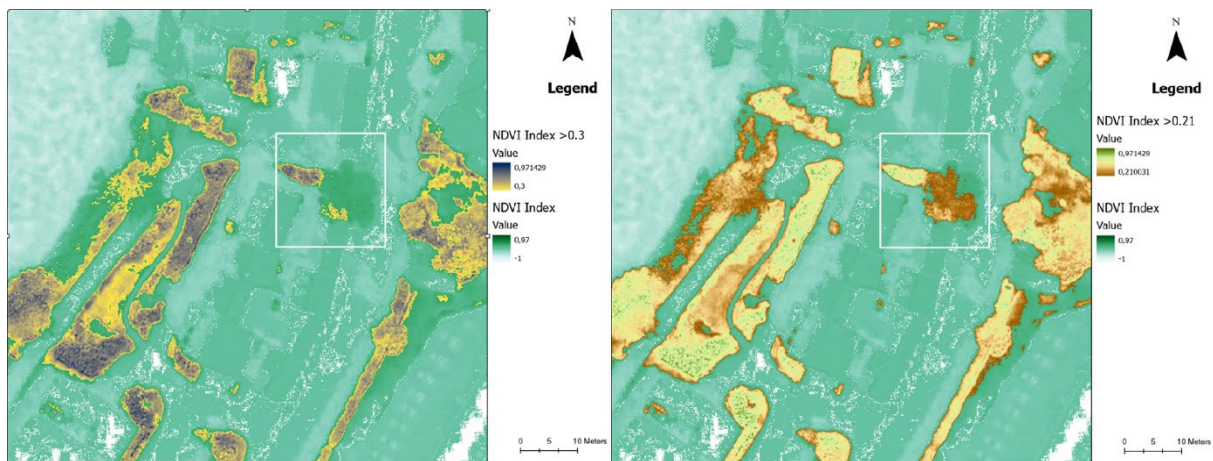 N
Legend
NDVI Index >0.3
Value
0,971429
0,3
NDVI Index
Value
0,97
-1
0 5 10 Meters
N
Legend
NDVI Index >0.21
Value
0,971429
0,210031
NDVI Index
Value
0,97
-1
0 5 10 Meters